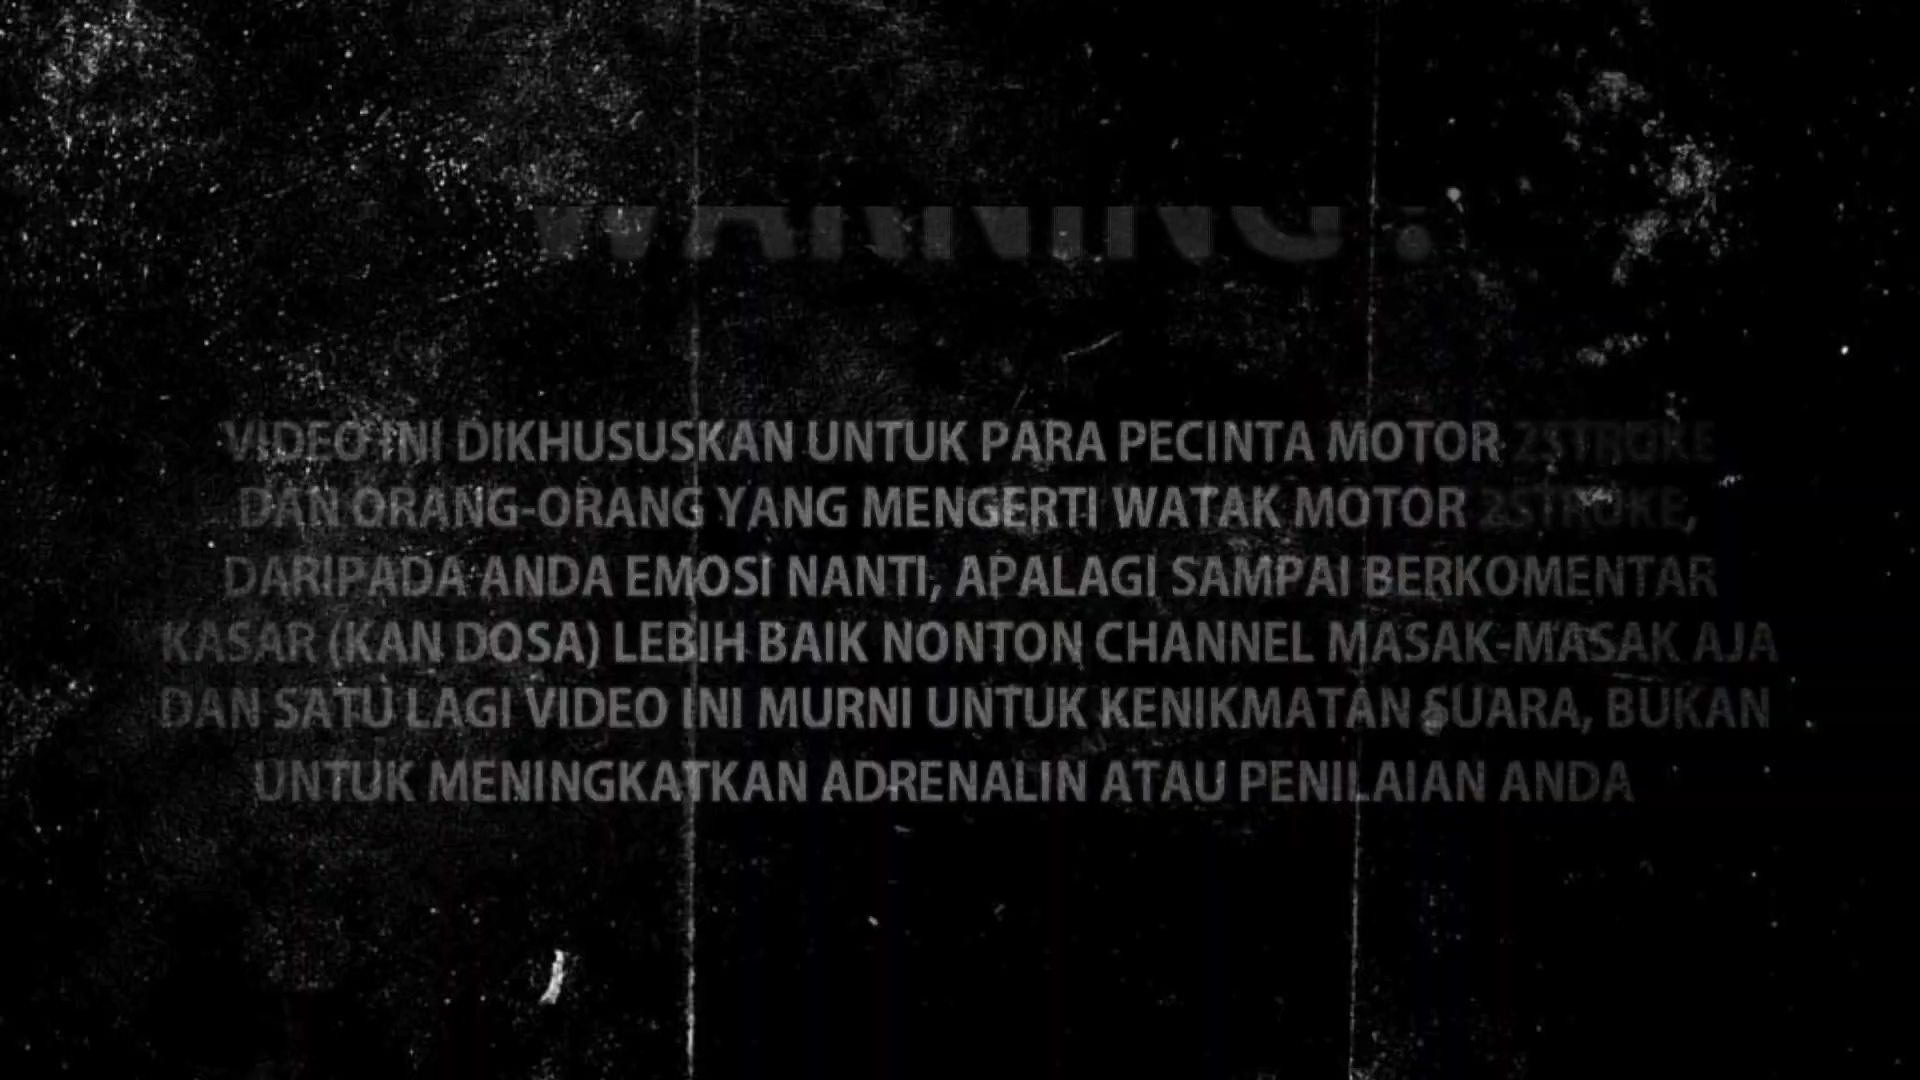 WARNING!
VIDEO INI DIKHUSUSKAN UNTUK PARA PECINTA MOTOR 2STROKE
DAN ORANG-ORANG YANG MENGERTI WATAK MOTOR 2STROKE,
DARIPADA ANDA EMOSI NANTI, APALAGI SAMPAI BERKOMENTAR
KASAR (KAN DOSA) LEBIH BAIK NONTON CHANNEL MASAK-MASAK AJA
DAN SATU LAGI VIDEO INI MURNI UNTUK KENIKMATAN SUARA, BUKAN
UNTUK MENINGKATKAN ADRENALIN ATAU PENILAIAN ANDA